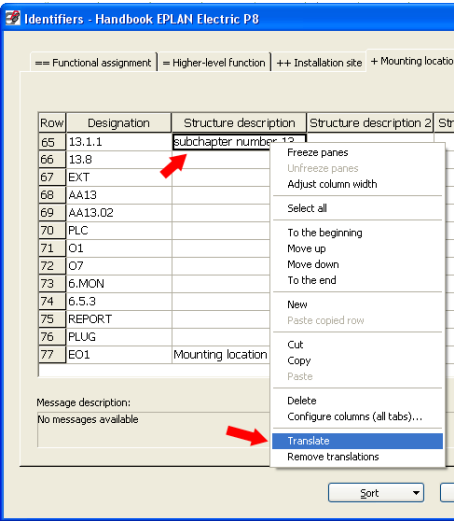 Identifiers - Handbook EPLAN Electric P8
== Functional assignment = Higher-level function ++ Installation site + Mounting locatio
Row Designation Structure description Structure description 2 Str
65 13.1.1 subchapter number 13
66 13.8
67 EXT
68 AA13
69 AA13.02
70 PLC
71 O1
72 O7
73 6.MON
74 6.5.3
75 REPORT
76 PLUG
77 EO1 Mounting location
Freeze panes
Unfreeze panes
Adjust column width
Select all
To the beginning
Move up
Move down
To the end
New
Paste copied row
Cut
Copy
Paste
Delete
Configure columns (all tabs)...
Translate
Remove translations
Message description:
No messages available
Sort